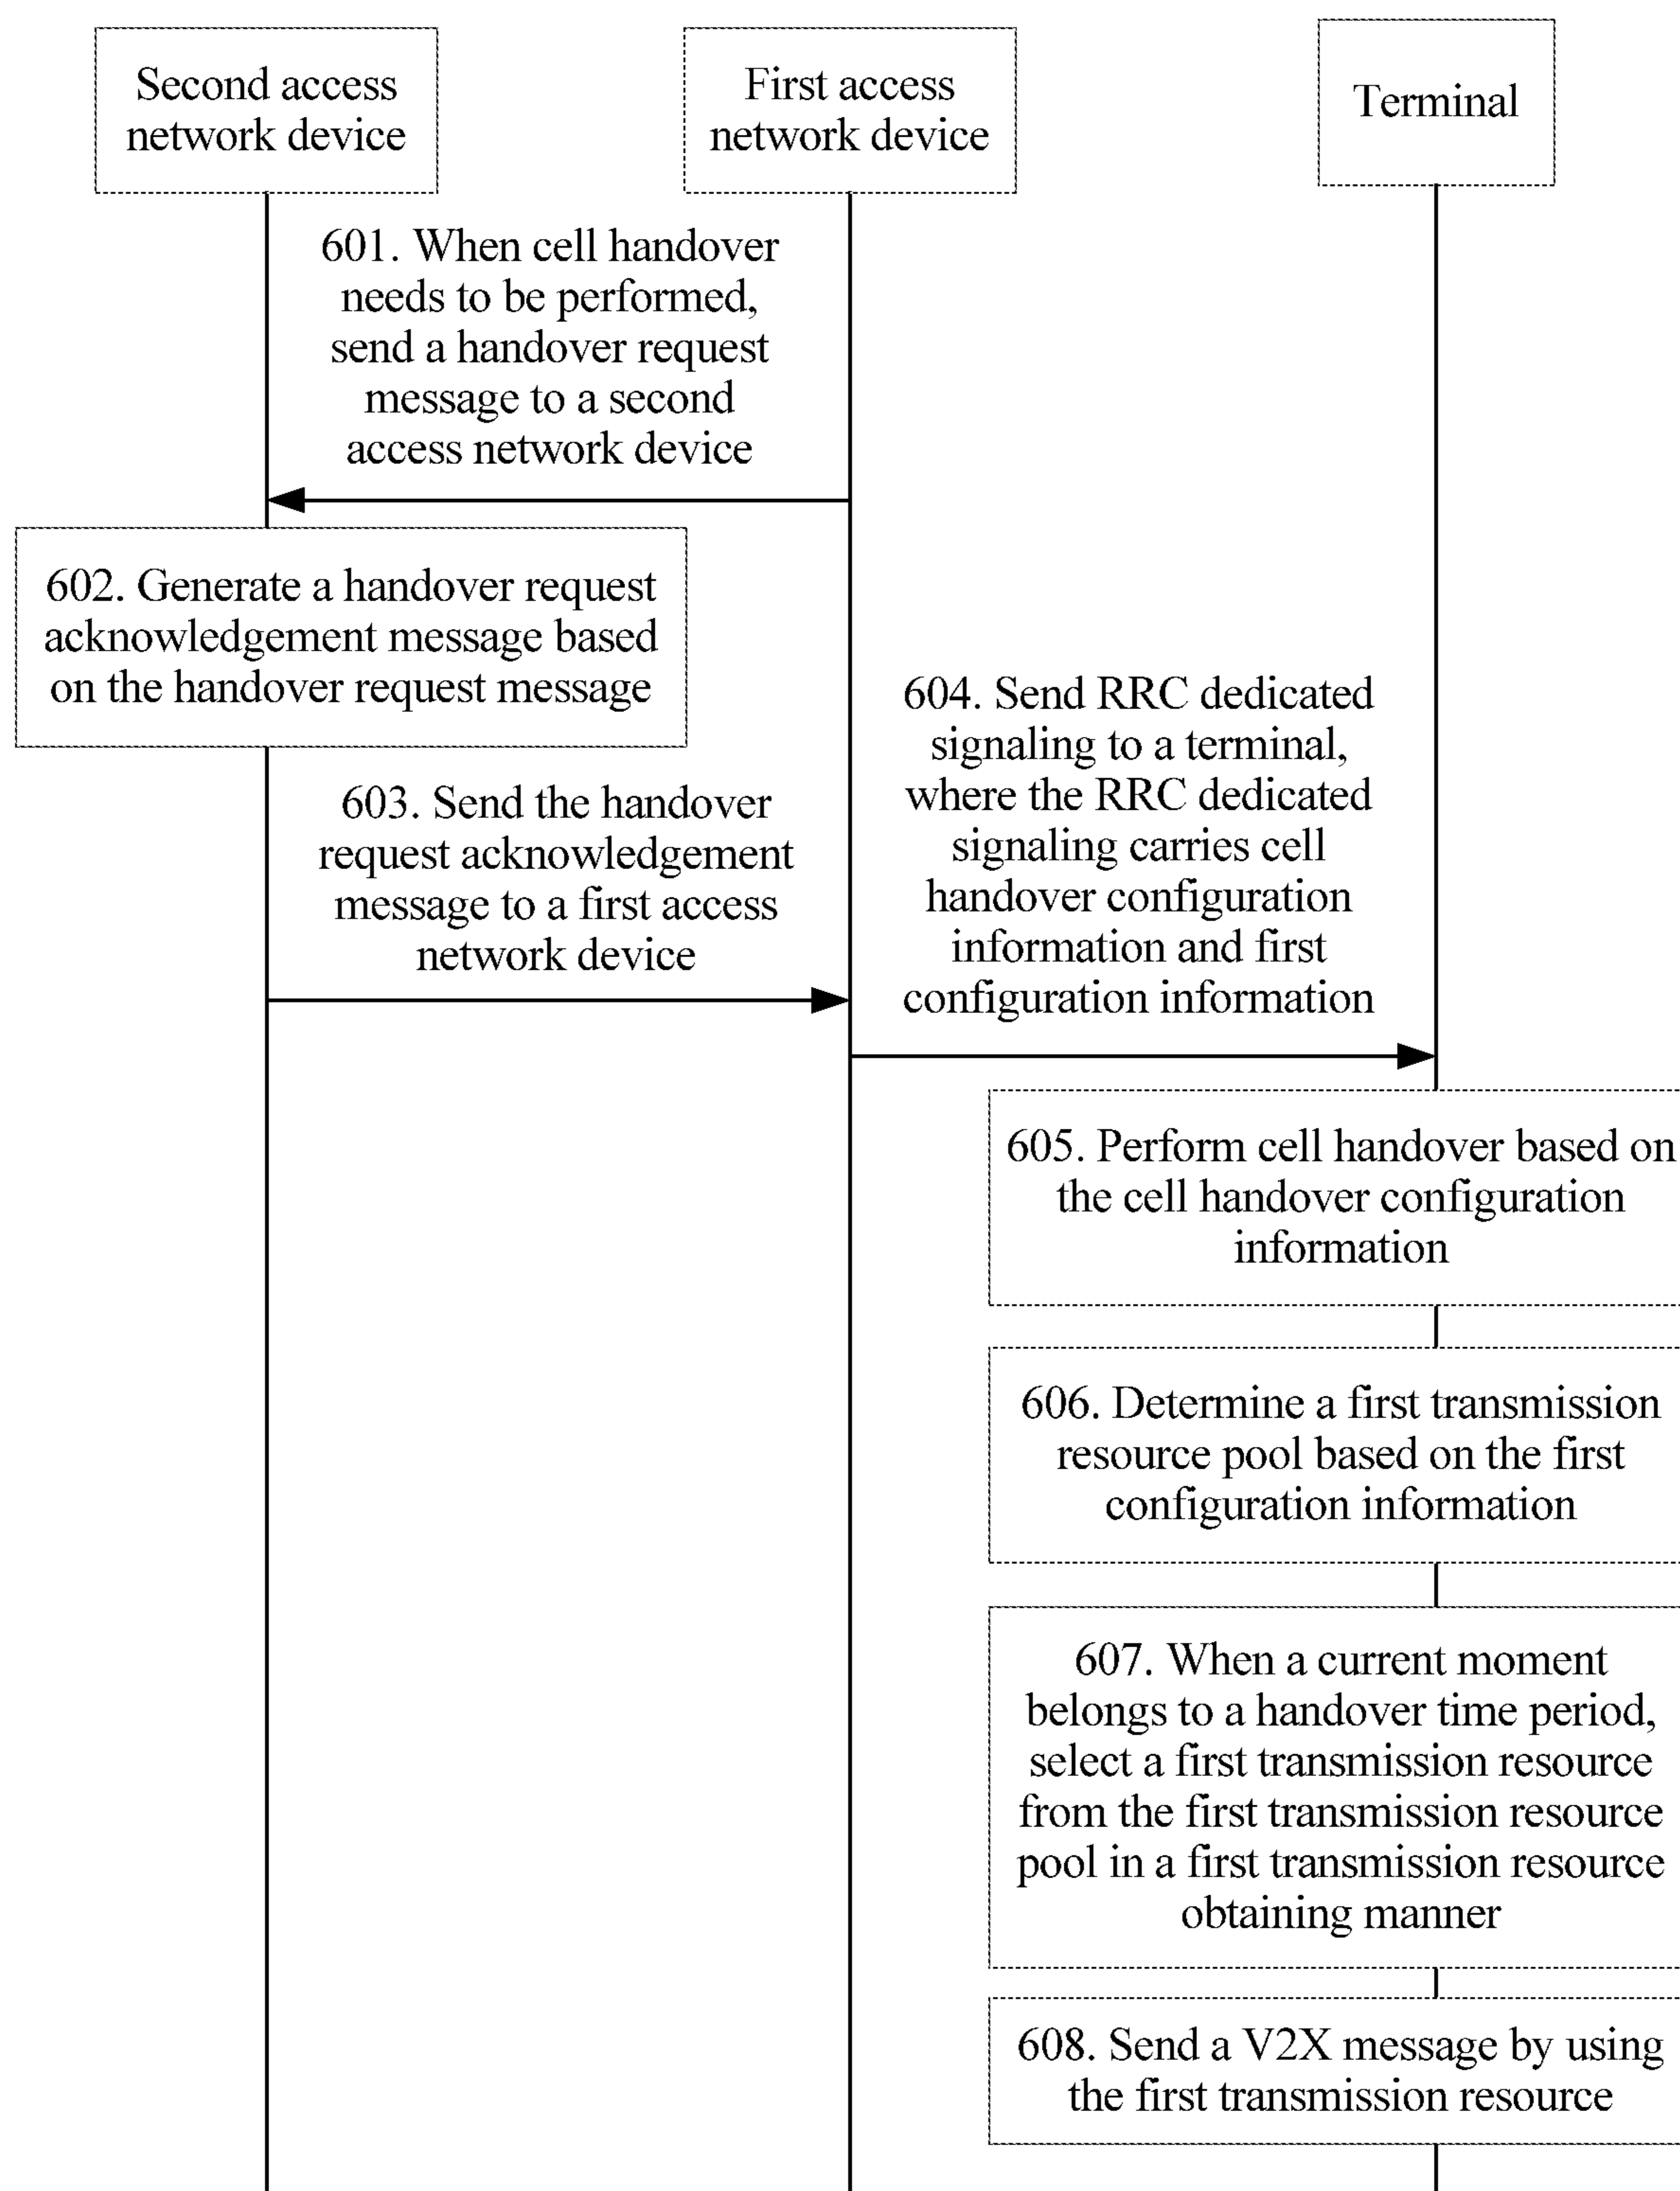 Second access
network device
First access
network device
Terminal
601. When cell handover
needs to be performed,
send a handover request
message to a second
access network device
602. Generate a handover request
acknowledgement message based
on the handover request message
603. Send the handover
request acknowledgement
message to a first access
network device
604. Send RRC dedicated
signaling to a terminal,
where the RRC dedicated
signaling carries cell
handover configuration
information and first
configuration information
605. Perform cell handover based on
the cell handover configuration
information
606. Determine a first transmission
resource pool based on the first
configuration information
607. When a current moment
belongs to a handover time period,
select a first transmission resource
from the first transmission resource
pool in a first transmission resource
obtaining manner
608. Send a V2X message by using
the first transmission resource